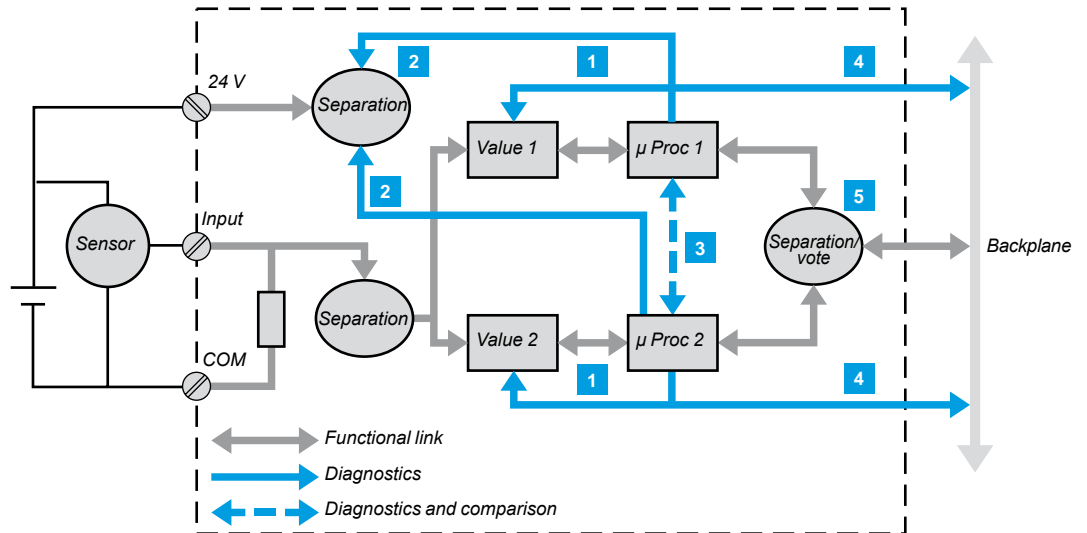 2
1
4
24 V
Separation
Value 1
µ Proc 1
2
5
Input
Sensor
3
Separation/
vote
Backplane
Separation
Value 2
µ Proc 2
COM
1
4
Functional link
Diagnostics
Diagnostics and comparison